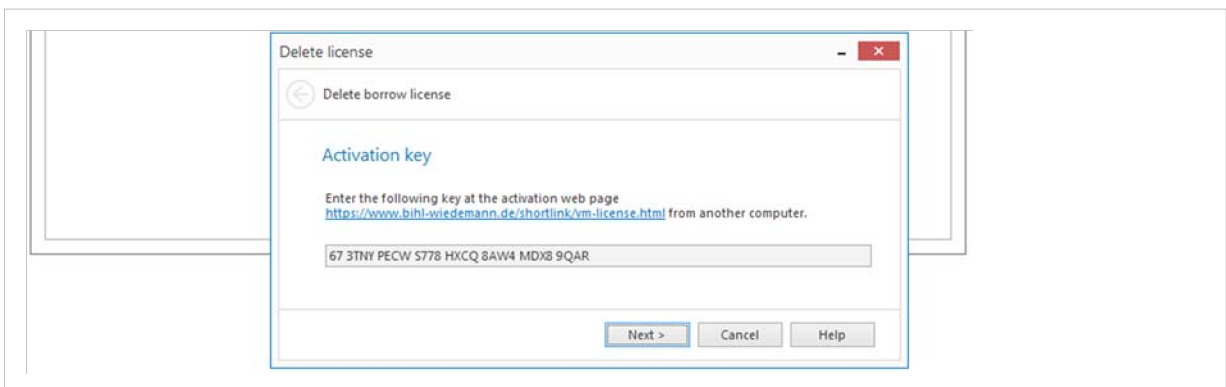 Delete license
Delete borrow license
Activation key
Enter the following key at the activation web page
https://www.bihl-wiedemann.de/shortlink/vm-license.html from another computer.
67 3TNY PECW S778 HXCQ 8AW4 MDX8 9QAR
Next >
Cancel
Help